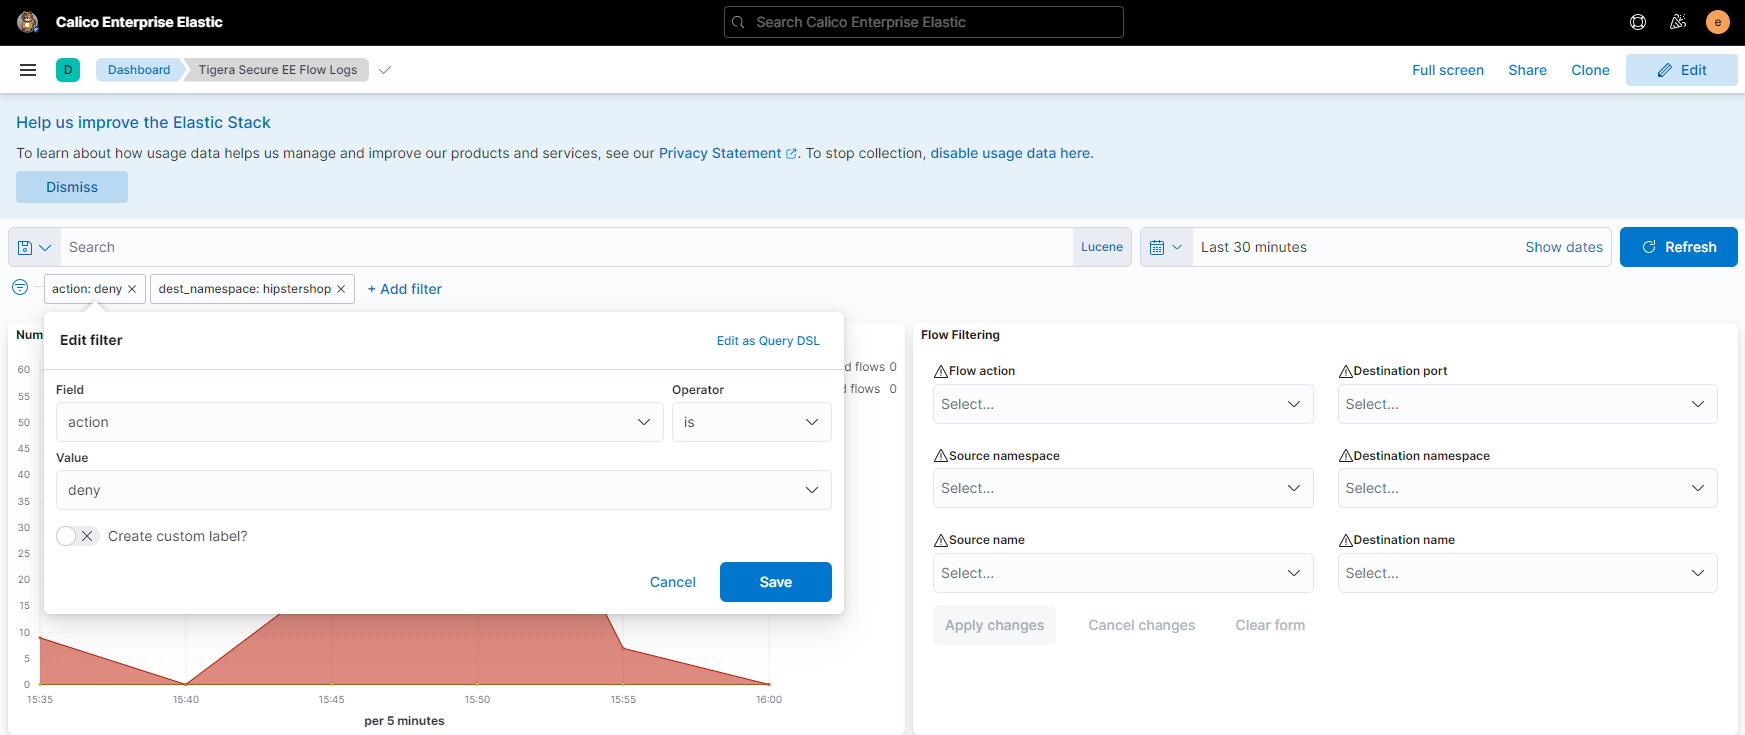 Calico Enterprise Elastic
Search Calico Enterprise Elastic
e
D
Dashboard
Tigera Secure EE Flow Logs
Full screen
Share
Clone
Edit
Help us improve the Elastic Stack
To learn about how usage data helps us manage and improve our products and services, see our Privacy Statement. To stop collection, disable usage data here.
Dismiss
Search
Lucene
Last 30 minutes
Show dates
Refresh
action: deny
dest_namespace: hipstershop
+ Add filter
Num
Edit filter
Edit as Query DSL
Field
Operator
action
is
Value
deny
Create custom label?
Cancel
Save
d flows 0
flows 0
60
55
50
45
40
35
30
25
20
15
10
5
0
15:35
15:40
15:45
15:50
15:55
16:00
per 5 minutes
Flow Filtering
Flow action
Destination port
Select...
Select...
Source namespace
Destination namespace
Select...
Select...
Source name
Destination name
Select...
Select...
Apply changes
Cancel changes
Clear form